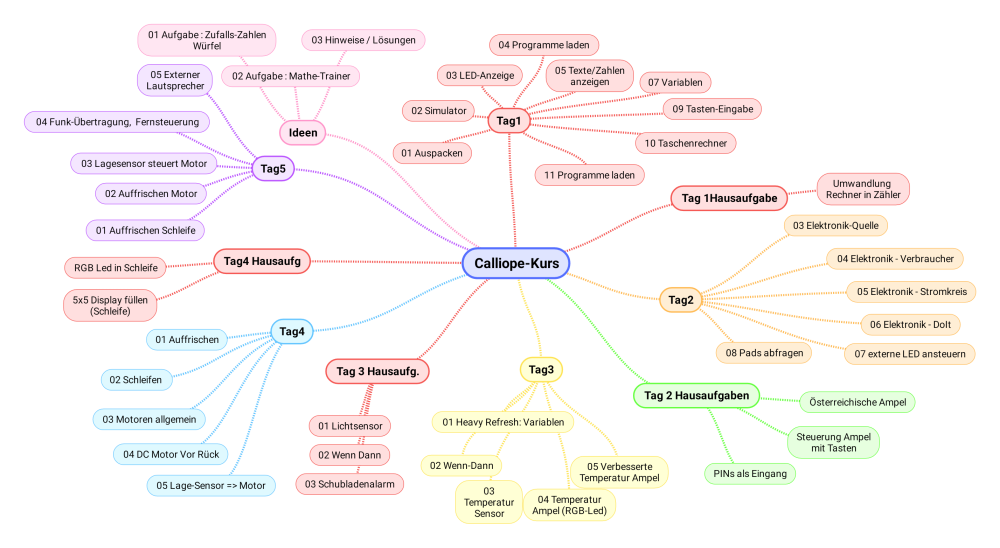 Calliope-Kurs
Tag1
01 Auspacken
02 Simulator
03 LED-Anzeige
04 Programme laden
05 Texte/Zahlen
anzeigen
07 Variablen
09 Tasten-Eingabe
10 Taschenrechner
11 Programme laden
Tag 1Hausaufgabe
Umwandlung
Rechner in Zähler
Tag2
03 Elektronik-Quelle
04 Elektronik - Verbraucher
05 Elektronik - Stromkreis
06 Elektronik - DoIt
07 externe LED ansteuern
08 Pads abfragen
Tag 2 Hausaufgaben
Österreichische Ampel
Steuerung Ampel
mit Tasten
PINs als Eingang
Tag3
01 Heavy Refresh: Variablen
02 Wenn-Dann
03
Temperatur
Sensor
04 Temperatur
Ampel (RGB-Led)
05 Verbesserte
Temperatur Ampel
Tag 3 Hausaufg.
01 Lichtsensor
02 Wenn Dann
03 Schubladenalarm
Tag4
01 Auffrischen
02 Schleifen
03 Motoren allgemein
04 DC Motor Vor Rück
05 Lage-Sensor => Motor
Tag4 Hausaufg
RGB Led in Schleife
5x5 Display füllen
(Schleife)
Tag5
01 Auffrischen Schleife
02 Auffrischen Motor
03 Lagesensor steuert Motor
04 Funk-Übertragung, Fernsteuerung
05 Externer
Lautsprecher
Ideen
01 Aufgabe : Zufalls-Zahlen
Würfel
02 Aufgabe : Mathe-Trainer
03 Hinweise / Lösungen